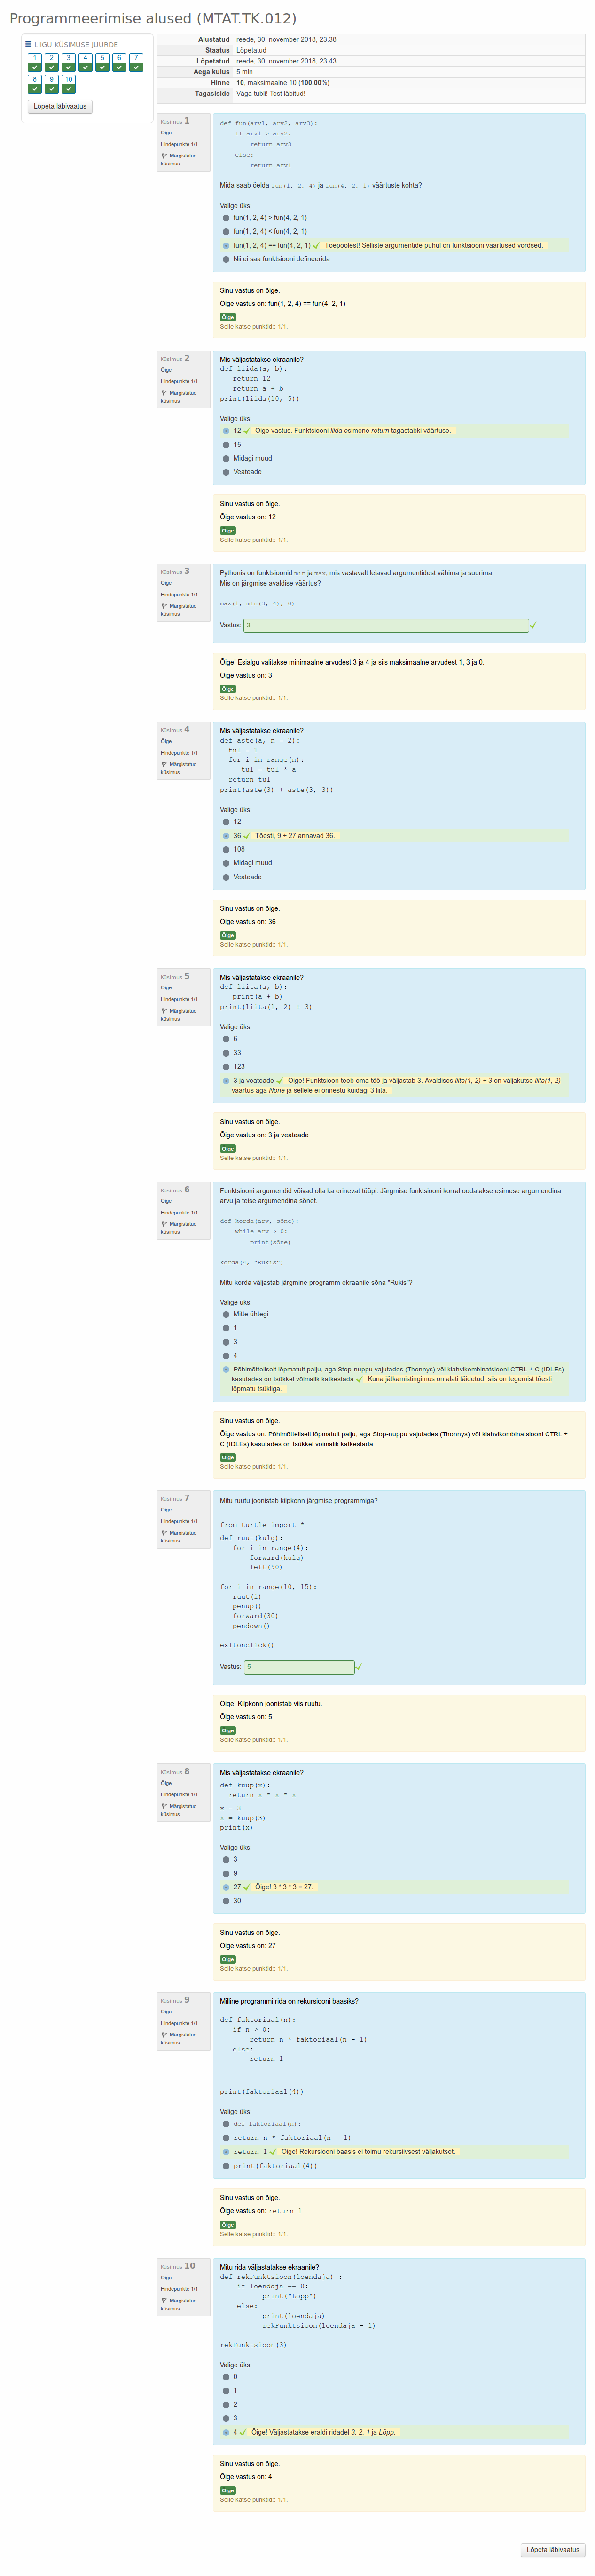 Programmeerimise alused (MTAT.TK.012)
LIIGU KÜSIMUSE JUURDE
1 2 3 4 5 6 7
8 9 10
Lõpeta läbivaatus
Alustatud reede, 30. november 2018, 23.38
Staatus Lõpetatud
Lõpetatud reede, 30. november 2018, 23.43
Aega kulus 5 min
Hinne 10, maksimaalne 10 (100.00%)
Tagasiside Väga tubli! Test läbitud!
Küsimus 1
Õige
Hindepunkte 1/1
Märgistatud
küsimus
def fun(arv1, arv2, arv3):
if arv1 > arv2:
return arv3
else:
return arv1
Mida saab öelda fun(1, 2, 4) ja fun(4, 2, 1) väärtuste kohta?
Valige üks:
fun(1, 2, 4) > fun(4, 2, 1)
fun(1, 2, 4) < fun(4, 2, 1)
fun(1, 2, 4) == fun(4, 2, 1) Tõepoolest! Selliste argumentide puhul on funktsiooni väärtused võrdsed.
Nii ei saa funktsiooni defineerida
Sinu vastus on õige.
Õige vastus on: fun(1, 2, 4) == fun(4, 2, 1)
Õige
Selle katse punktid:: 1/1.
Küsimus 2
Õige
Hindepunkte 1/1
Märgistatud
küsimus
Mis väljastatakse ekraanile?
def liida(a, b):
return 12
return a + b
print(liida(10, 5))
Valige üks:
12 Õige vastus. Funktsiooni liida esimene return tagastabki väärtuse.
15
Midagi muud
Veateade
Sinu vastus on õige.
Õige vastus on: 12
Õige
Selle katse punktid:: 1/1.
Küsimus 3
Õige
Hindepunkte 1/1
Märgistatud
küsimus
Pythonis on funktsioonid min ja max, mis vastavalt leiavad argumentidest vähima ja suurima.
Mis on järgmise avaldise väärtus?
max(1, min(3, 4), 0)
Vastus: 3
Õige! Esialgu valitakse minimaalne arvudest 3 ja 4 ja siis maksimaalne arvudest 1, 3 ja 0.
Õige vastus on: 3
Õige
Selle katse punktid:: 1/1.
Küsimus 4
Õige
Hindepunkte 1/1
Märgistatud
küsimus
Mis väljastatakse ekraanile?
def aste(a, n = 2):
tul = 1
for i in range(n):
tul = tul * a
return tul
print(aste(3) + aste(3, 3))
Valige üks:
12
36 Tõesti, 9 + 27 annavad 36.
108
Midagi muud
Veateade
Sinu vastus on õige.
Õige vastus on: 36
Õige
Selle katse punktid:: 1/1.
Küsimus 5
Õige
Hindepunkte 1/1
Märgistatud
küsimus
Mis väljastatakse ekraanile?
def liita(a, b):
print(a + b)
print(liita(1, 2) + 3)
Valige üks:
6
33
123
3 ja veateade Õige! Funktsioon teeb oma töö ja väljastab 3. Avaldises liita(1, 2) + 3 on väljakutse liita(1, 2)
väärtus aga None ja sellele ei õnnestu kuidagi 3 liita.
Sinu vastus on õige.
Õige vastus on: 3 ja veateade
Õige
Selle katse punktid:: 1/1.
Küsimus 6
Õige
Hindepunkte 1/1
Märgistatud
küsimus
Funktsiooni argumendid võivad olla ka erinevat tüüpi. Järgmise funktsiooni korral oodatakse esimese argumendina
arvu ja teise argumendina sõnet.
def korda(arv, sõne):
while arv > 0:
print(sõne)
korda(4, "Rukis")
Mitu korda väljastab järgmine programm ekraanile sõna "Rukis"?
Valige üks:
Mitte ühtegi
1
3
4
Põhimõtteliselt lõpmatult palju, aga Stop-nuppu vajutades (Thonnys) või klahvikombinatsiooni CTRL + C (IDLEs)
kasutades on tsükkel võimalik katkestada Kuna jätkamistingimus on alati täidetud, siis on tegemist tõesti
lõpmatu tsükliga.
Sinu vastus on õige.
Õige vastus on: Põhimõtteliselt lõpmatult palju, aga Stop-nuppu vajutades (Thonnys) või klahvikombinatsiooni CTRL +
C (IDLEs) kasutades on tsükkel võimalik katkestada
Õige
Selle katse punktid:: 1/1.
Küsimus 7
Õige
Hindepunkte 1/1
Märgistatud
küsimus
Mitu ruutu joonistab kilpkonn järgmise programmiga?
from turtle import *
def ruut(kulg):
for i in range(4):
forward(kulg)
left(90)
for i in range(10, 15):
ruut(i)
penup()
forward(30)
pendown()
exitonclick()
Vastus: 5
Õige! Kilpkonn joonistab viis ruutu.
Õige vastus on: 5
Õige
Selle katse punktid:: 1/1.
Küsimus 8
Õige
Hindepunkte 1/1
Märgistatud
küsimus
Mis väljastatakse ekraanile?
def kuup(x):
return x * x * x
x = 3
x = kuup(3)
print(x)
Valige üks:
3
9
27 Õige! 3 * 3 * 3 = 27.
30
Sinu vastus on õige.
Õige vastus on: 27
Õige
Selle katse punktid:: 1/1.
Küsimus 9
Õige
Hindepunkte 1/1
Märgistatud
küsimus
Milline programmi rida on rekursiooni baasiks?
def faktoriaal(n):
if n > 0:
return n * faktoriaal(n - 1)
else:
return 1
print(faktoriaal(4))
Valige üks:
def faktoriaal(n):
return n * faktoriaal(n - 1)
return 1 Õige! Rekursiooni baasis ei toimu rekursiivsest väljakutset.
print(faktoriaal(4))
Sinu vastus on õige.
Õige vastus on: return 1
Õige
Selle katse punktid:: 1/1.
Küsimus 10
Õige
Hindepunkte 1/1
Märgistatud
küsimus
Mitu rida väljastatakse ekraanile?
def rekFunktsioon(loendaja) :
if loendaja == 0:
print("Lõpp")
else:
print(loendaja)
rekFunktsioon(loendaja - 1)
rekFunktsioon(3)
Valige üks:
0
1
2
3
4 Õige! Väljastatakse eraldi ridadel 3, 2, 1 ja Lõpp.
Sinu vastus on õige.
Õige vastus on: 4
Õige
Selle katse punktid:: 1/1.
Lõpeta läbivaatus